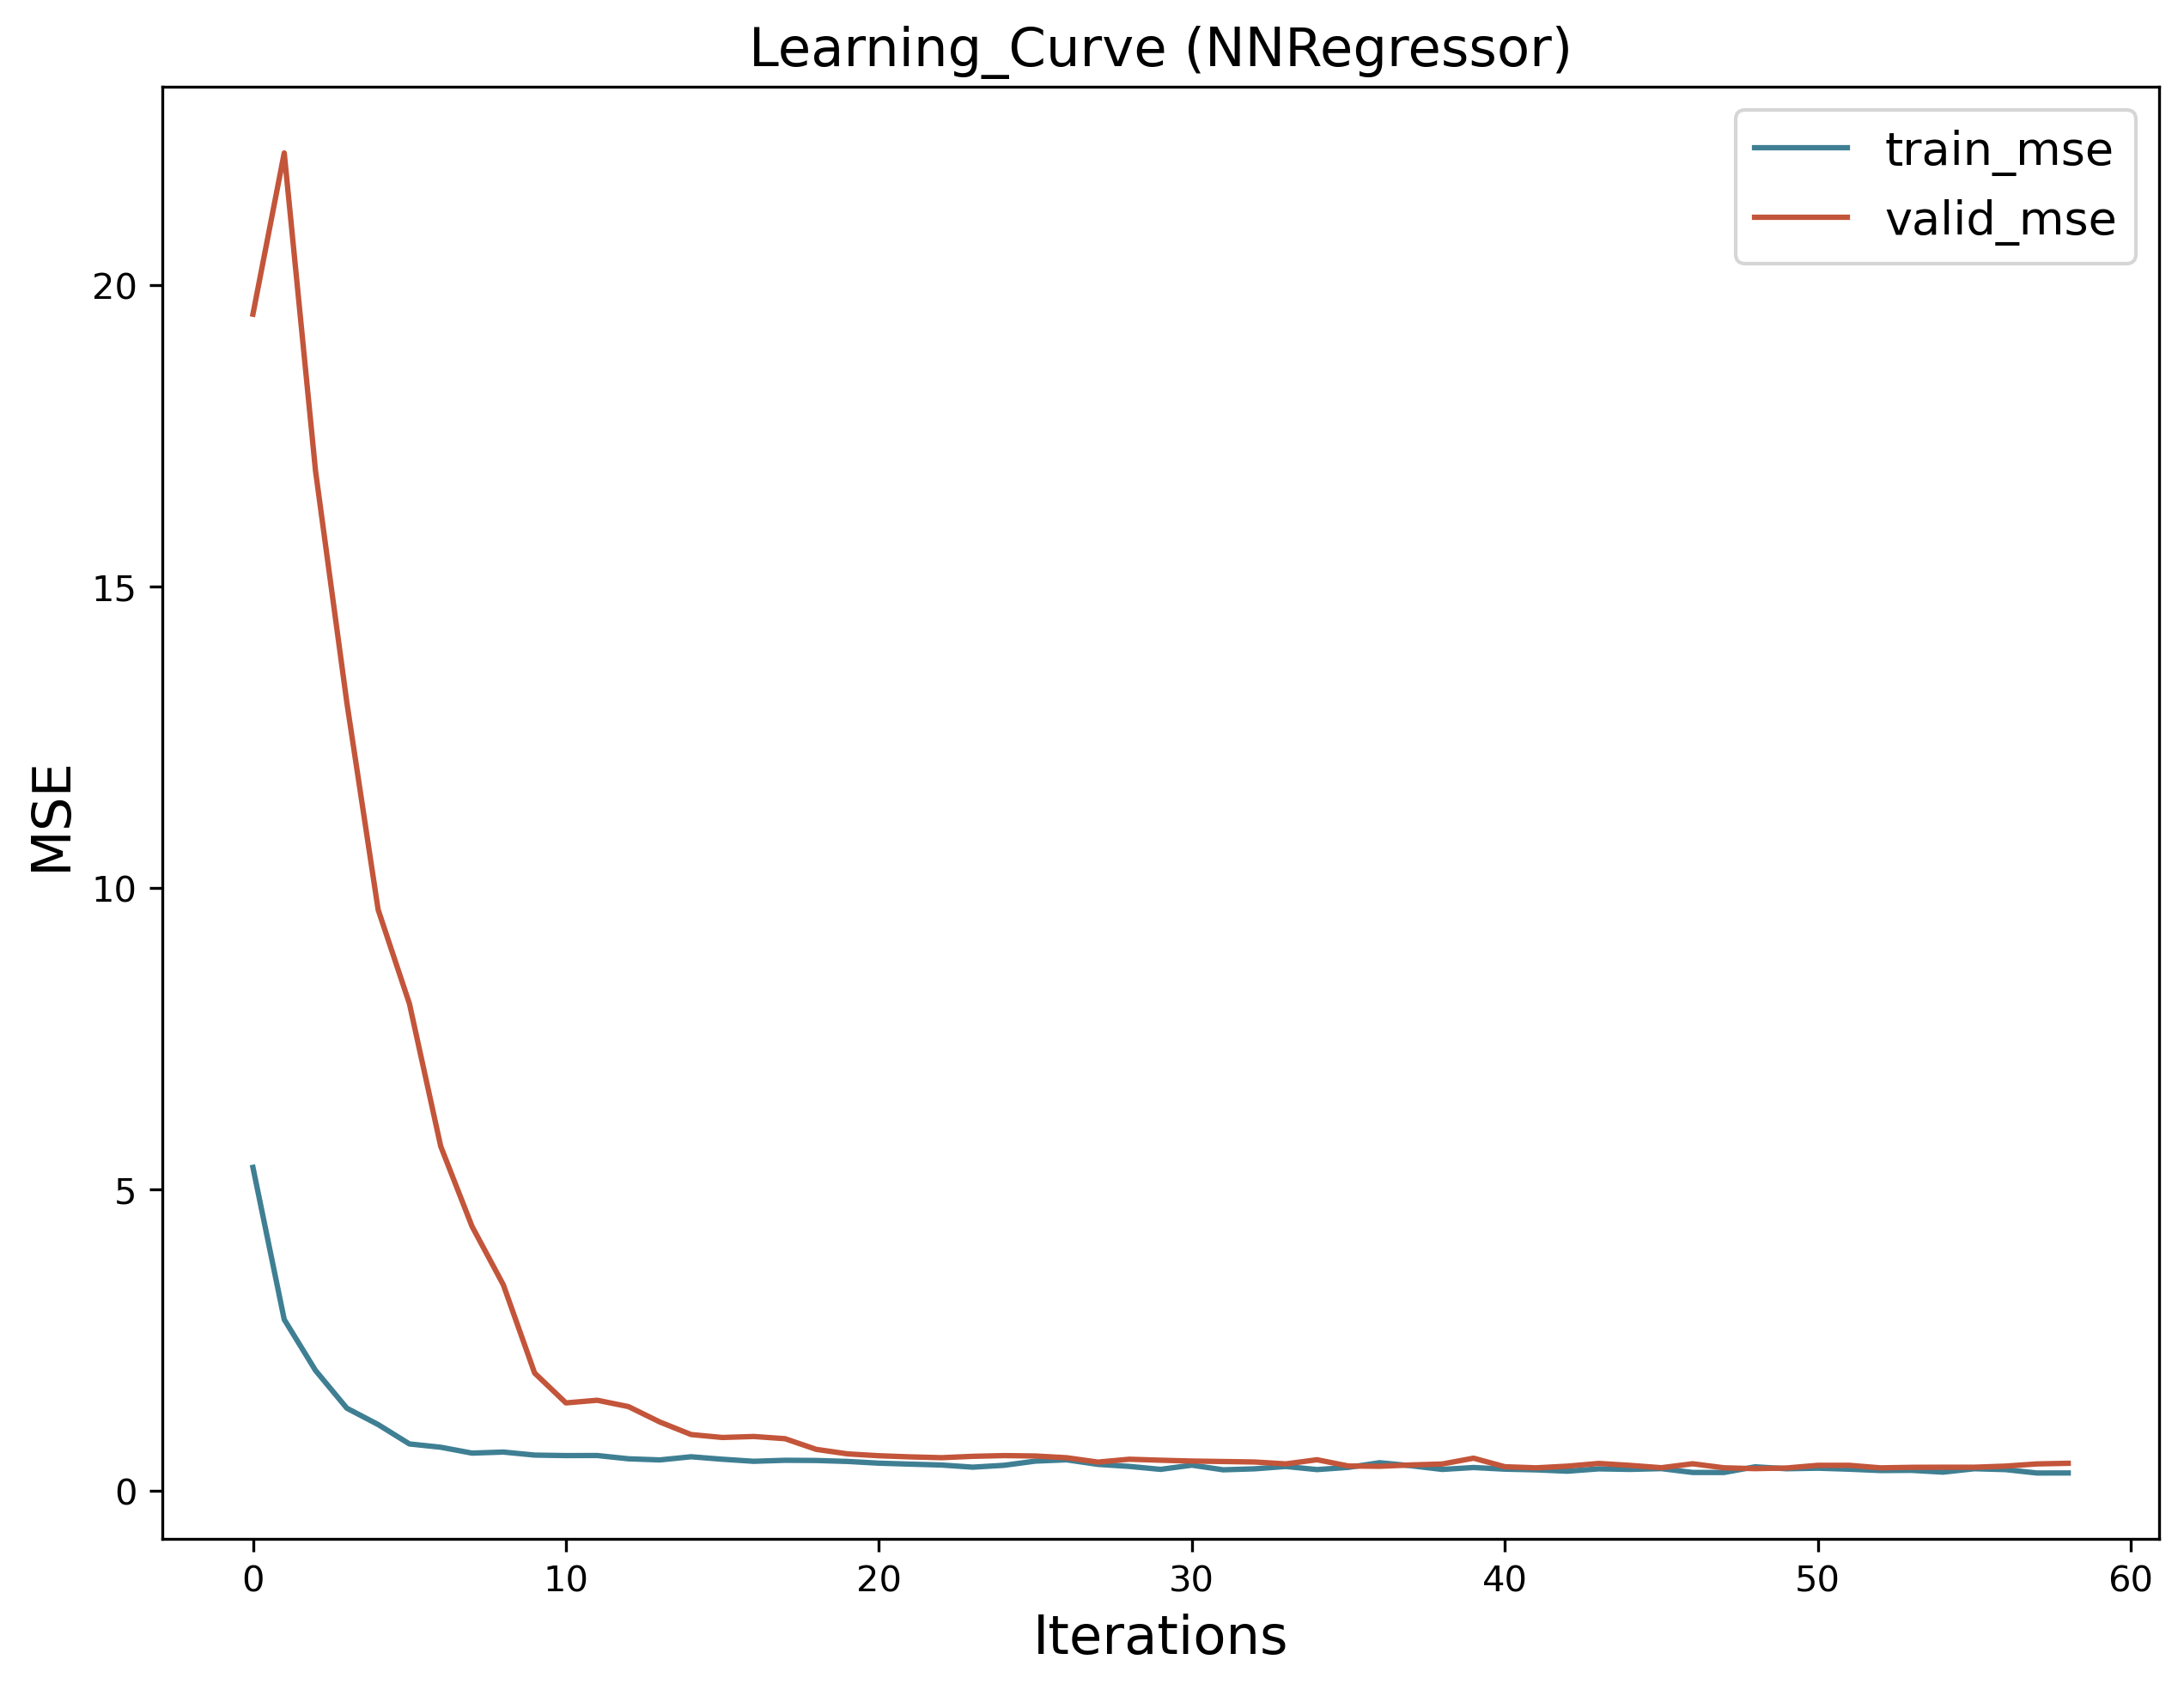 Learning_Curve (NNRegressor)
train_mse
valid_mse
MSE
20
15
10
5
0
0 10 20 30 40 50 60
Iterations